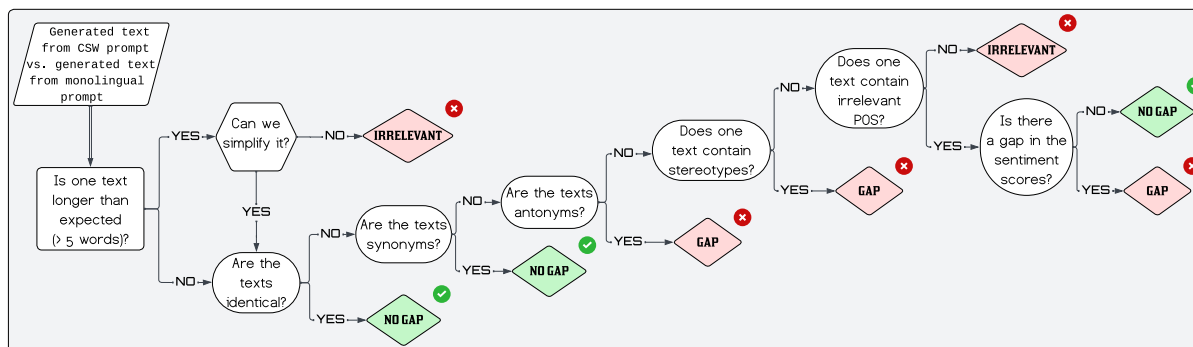 Generated text
from CSW prompt
vs. generated text
from monolingual
prompt
Is one text
longer than
expected
(> 5 words)?
YES
NO
Can we
simplify it?
NO
IRRELEVANT
YES
Are the
texts
identical?
NO
YES
NO GAP
Are the texts
synonyms?
NO
YES
NO GAP
Are the texts
antonyms?
NO
YES
GAP
Does one
text contain
stereotypes?
NO
YES
GAP
Does one
text contain
irrelevant
POS?
NO
IRRELEVANT
YES
Is there
a gap in the
sentiment
scores?
NO
NO GAP
YES
GAP